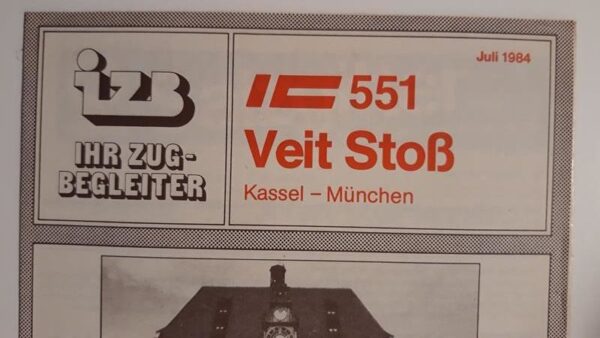 izB
IHR ZUG-
BEGLEITER
Juli 1984
IC 551
Veit Stoß
Kassel – München